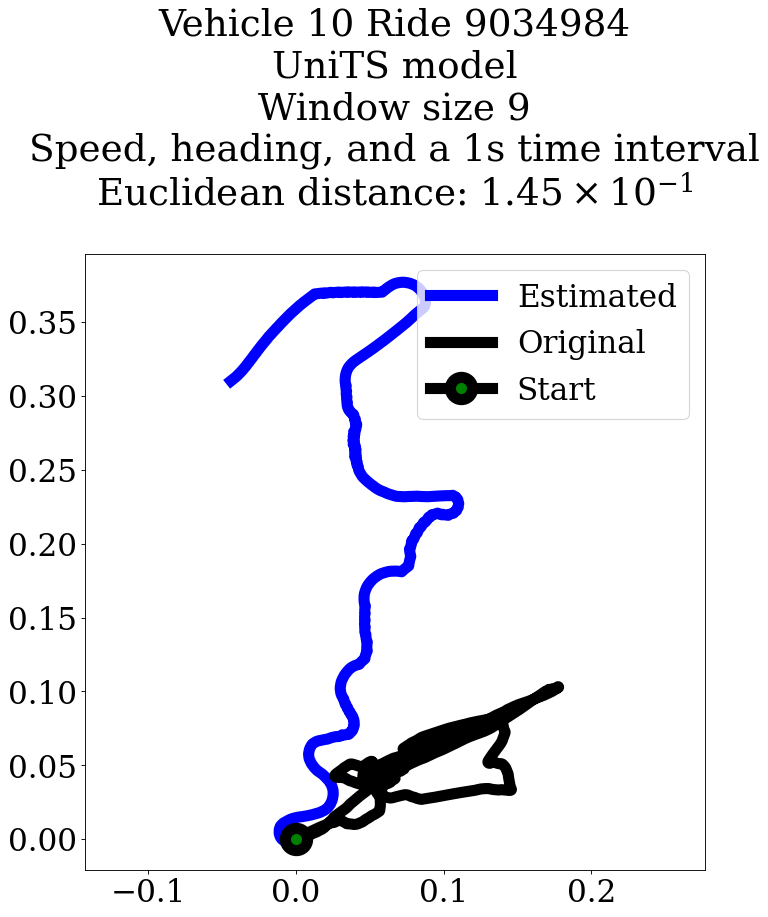 Vehicle 10 Ride 9034984
UniTS model
Window size 9
Speed, heading, and a 1s time interval
Euclidean distance: 1.45 × 10⁻¹
Estimated
Original
Start
0.35
0.30
0.25
0.20
0.15
0.10
0.05
0.00
−0.1 0.0 0.1 0.2